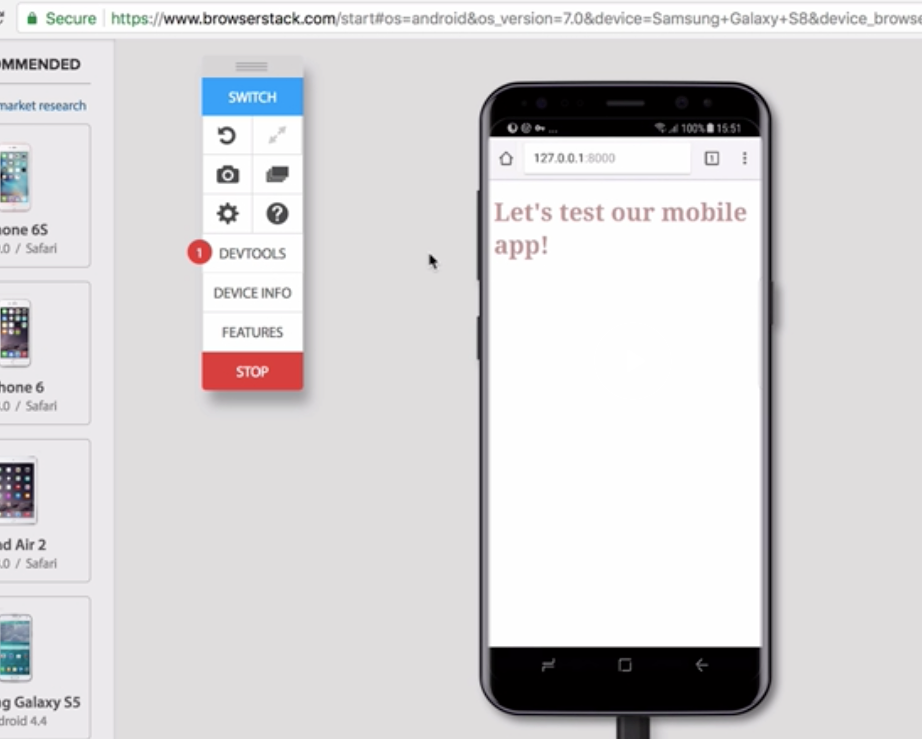 Secure https://www.browserstack.com/start#os=android&os_version=7.0&device=Samsung+Galaxy+S8&device_browse
OMMENDED
market research
one 6S
.0 / Safari
hone 6
.0 / Safari
ad Air 2
.0 / Safari
ng Galaxy S5
droid 4.4
SWITCH
1 DEVTOOLS
DEVICE INFO
FEATURES
STOP
100% 15:51
127.0.0.1:8000
1
Let's test our mobile
app!